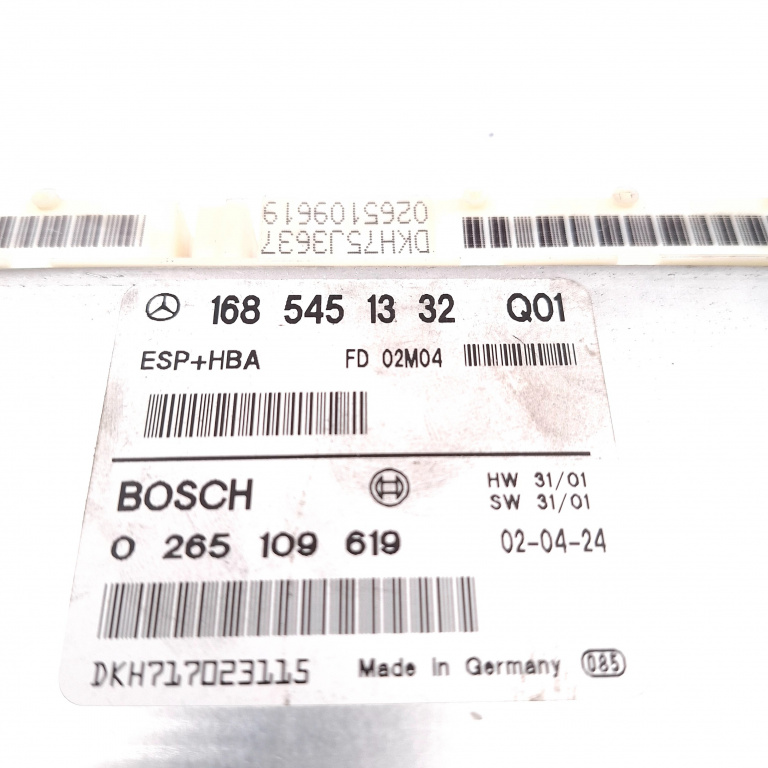 0265109619
DKH75J3637
168 545 13 32 Q01
ESP+HBA FD 02M04
BOSCH HW 31/01
SW 31/01
0 265 109 619 02-04-24
DKH717023115 Made in Germany 085